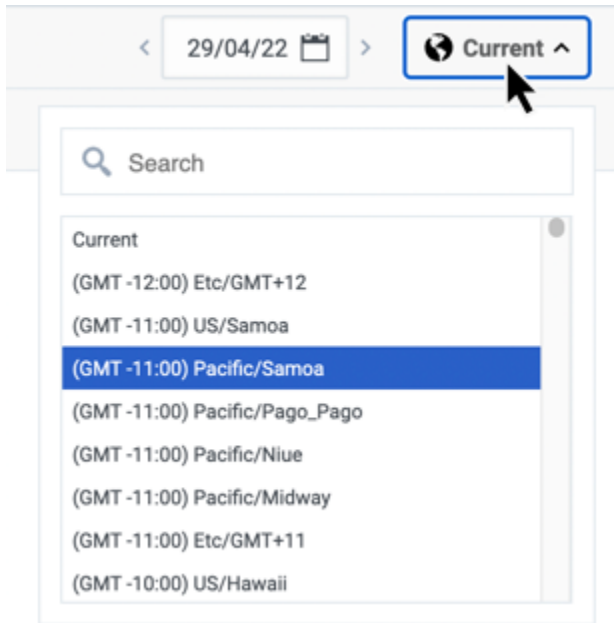 29/04/22 Current
Search
Current
(GMT -12:00) Etc/GMT+12
(GMT -11:00) US/Samoa
(GMT -11:00) Pacific/Samoa
(GMT -11:00) Pacific/Pago_Pago
(GMT -11:00) Pacific/Niue
(GMT -11:00) Pacific/Midway
(GMT -11:00) Etc/GMT+11
(GMT -10:00) US/Hawaii